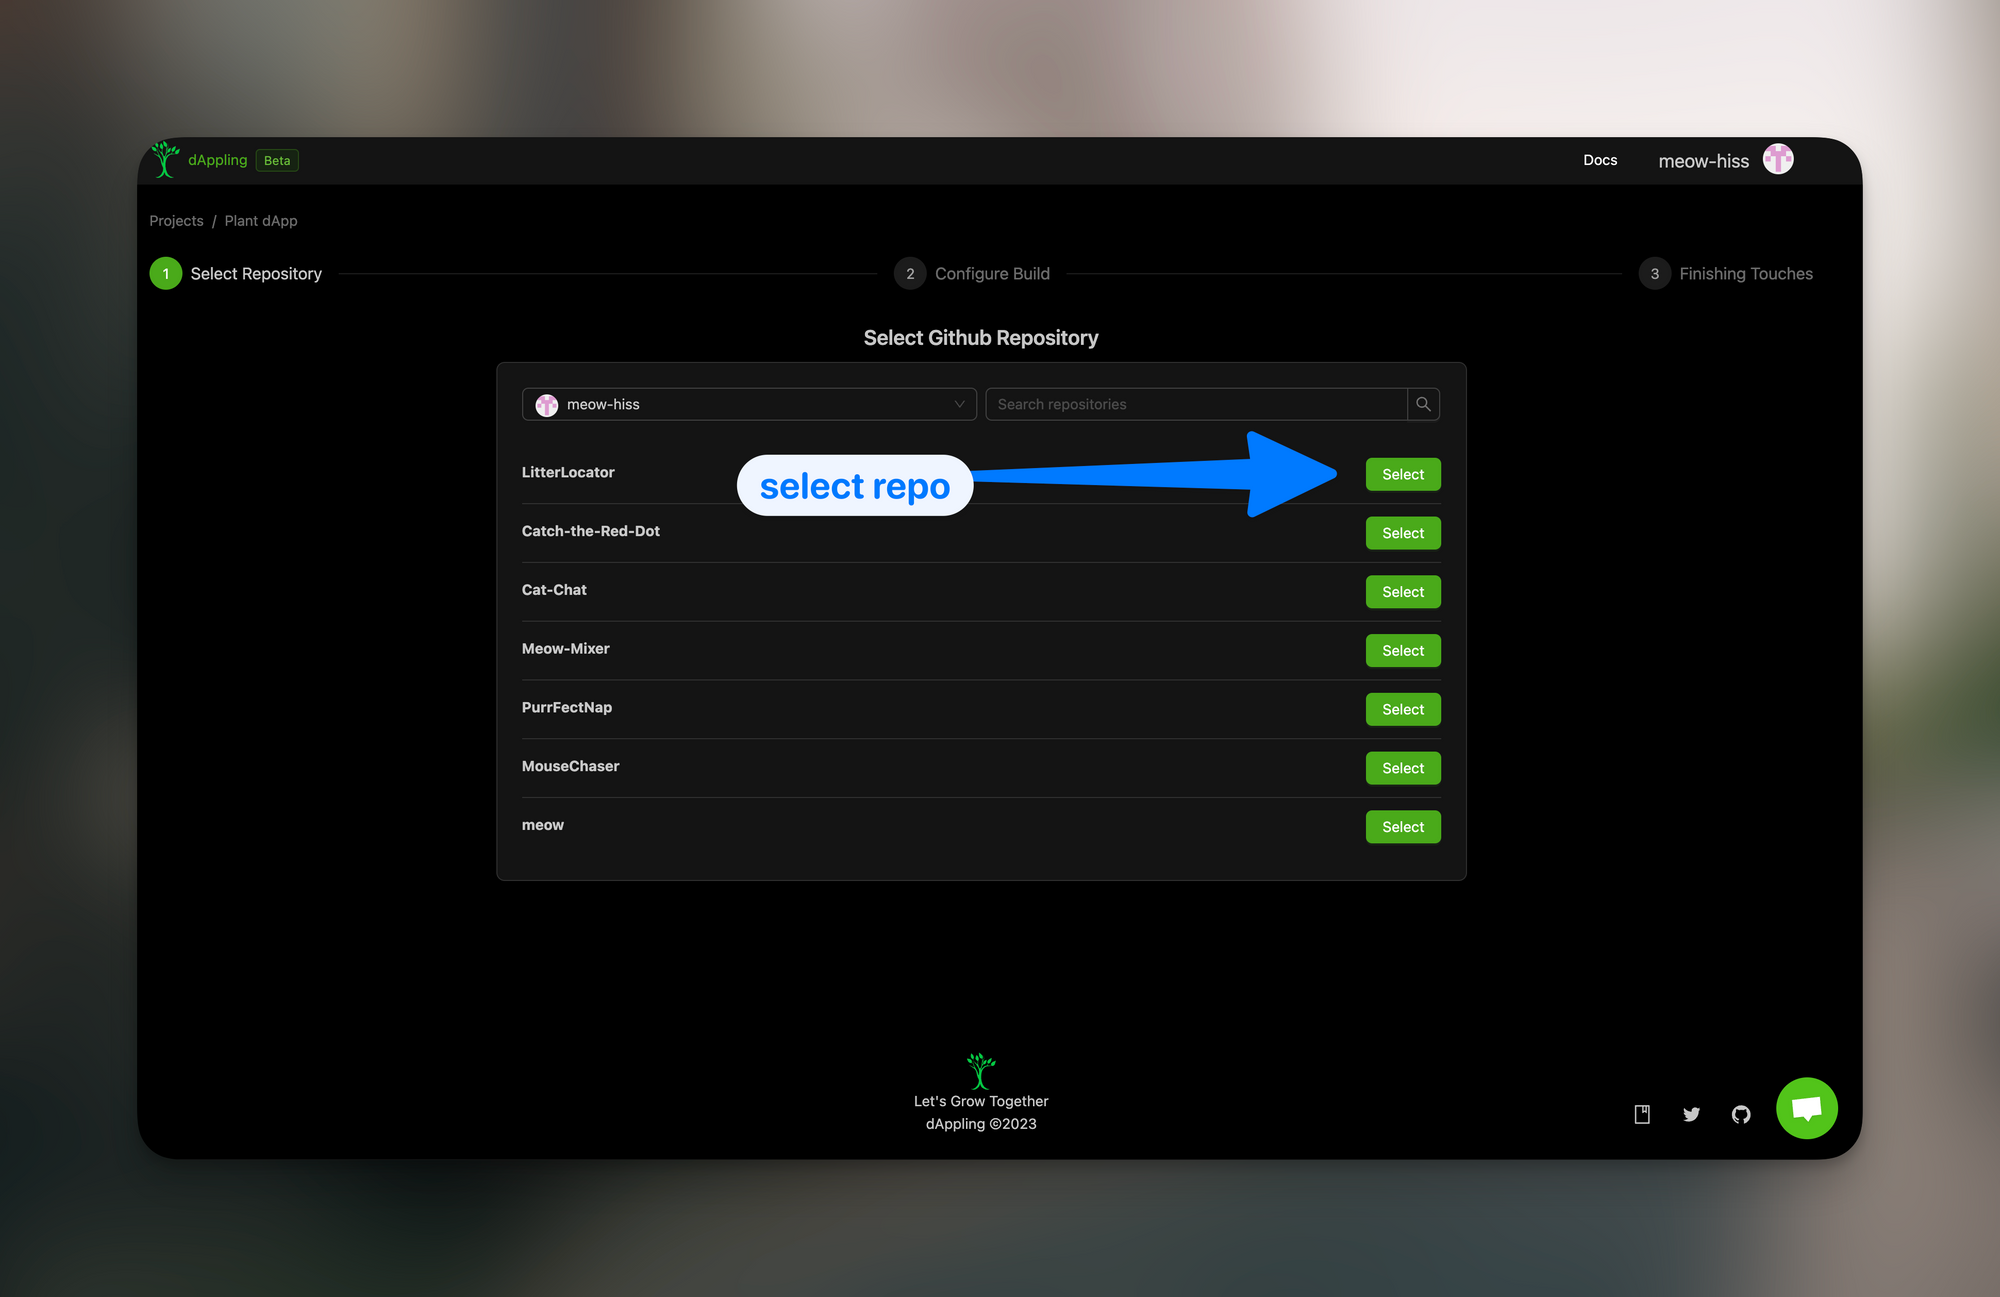 dAppling Beta
Docs meow-hiss
Projects / Plant dApp
1 Select Repository 2 Configure Build 3 Finishing Touches
Select Github Repository
meow-hiss Search repositories
LitterLocator select repo Select
Catch-the-Red-Dot Select
Cat-Chat Select
Meow-Mixer Select
PurrFectNap Select
MouseChaser Select
meow Select
Let's Grow Together
dAppling ©2023